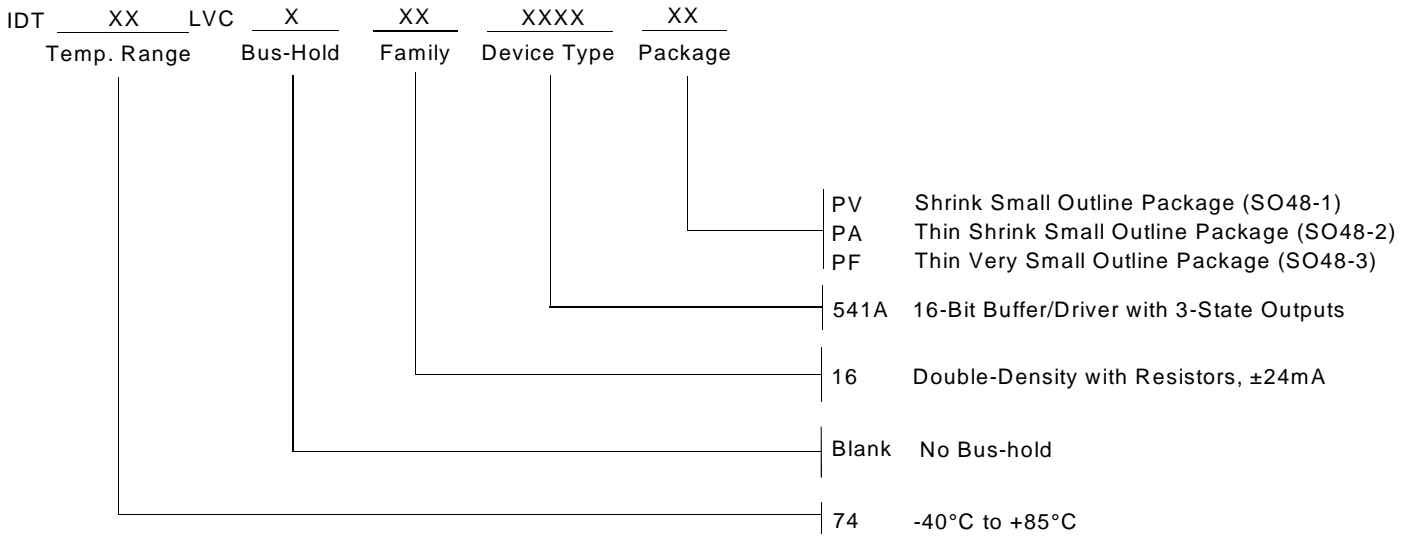 IDT XX LVC X XX XXXX XX
Temp. Range Bus-Hold Family Device Type Package
PV Shrink Small Outline Package (SO48-1)
PA Thin Shrink Small Outline Package (SO48-2)
PF Thin Very Small Outline Package (SO48-3)
541A 16-Bit Buffer/Driver with 3-State Outputs
16 Double-Density with Resistors, ±24mA
Blank No Bus-hold
74 -40°C to +85°C